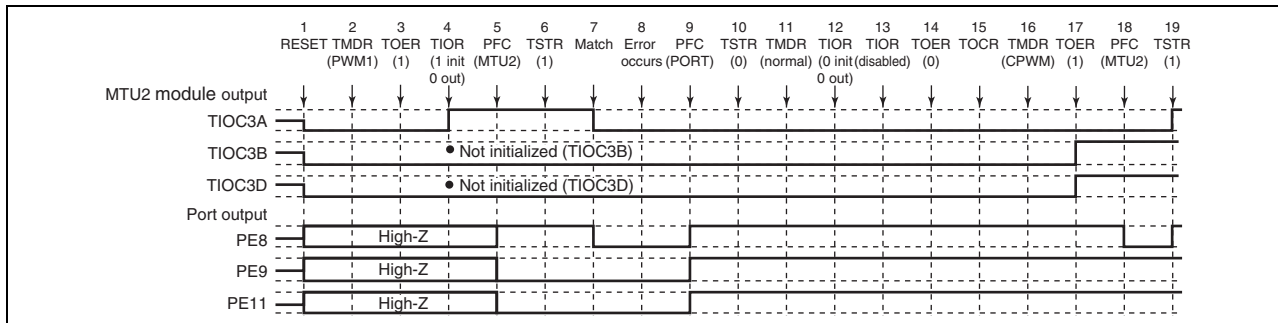 1 2 3 4 5 6 7 8 9 10 11 12 13 14 15 16 17 18 19
RESET TMDR TOER TIOR PFC TSTR Match Error PFC TSTR TMDR TIOR TIOR TOER TOCR TMDR TOER PFC TSTR
(PWM1) (1) (1 init (MTU2) (1) occurs (PORT) (0) (normal) (0 init (disabled) (0) (CPWM) (1) (MTU2) (1)
0 out) 0 out)
MTU2 module output
TIOC3A
TIOC3B • Not initialized (TIOC3B)
TIOC3D • Not initialized (TIOC3D)
Port output
PE8 High-Z
PE9 High-Z
PE11 High-Z